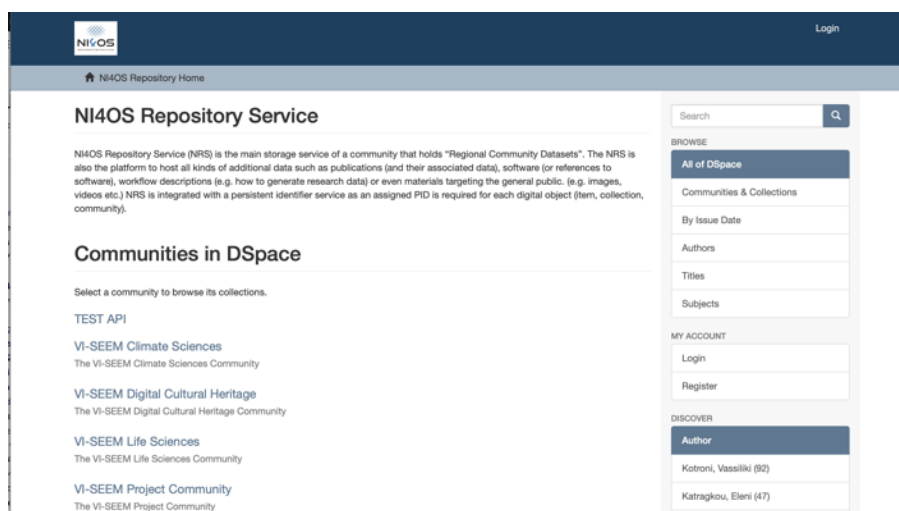 NI4OS
Login
NI4OS Repository Home
NI4OS Repository Service
NI4OS Repository Service (NRS) is the main storage service of a community that holds “Regional Community Datasets”. The NRS is
also the platform to host all kinds of additional data such as publications (and their associated data), software (or references to
software), workflow descriptions (e.g. how to generate research data) or even materials targeting the general public. (e.g. images,
videos etc.) NRS is integrated with a persistent identifier service as an assigned PID is required for each digital object (item, collection,
community).
Communities in DSpace
Select a community to browse its collections.
TEST API
VI-SEEM Climate Sciences
The VI-SEEM Climate Sciences Community
VI-SEEM Digital Cultural Heritage
The VI-SEEM Digital Cultural Heritage Community
VI-SEEM Life Sciences
The VI-SEEM Life Sciences Community
VI-SEEM Project Community
The VI-SEEM Project Community
Search
BROWSE
All of DSpace
Communities & Collections
By Issue Date
Authors
Titles
Subjects
MY ACCOUNT
Login
Register
DISCOVER
Author
Kotroni, Vassiliki (92)
Katragkou, Eleni (47)